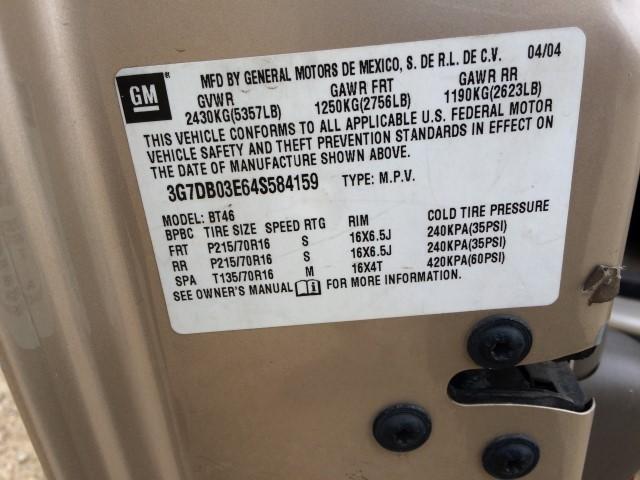 GM
MFD BY GENERAL MOTORS DE MEXICO, S. DE R.L. DE C.V. 04/04
GVWR GAWR FRT GAWR RR
2430KG(5357LB) 1250KG(2756LB) 1190KG(2623LB)
THIS VEHICLE CONFORMS TO ALL APPLICABLE U.S. FEDERAL MOTOR
VEHICLE SAFETY AND THEFT PREVENTION STANDARDS IN EFFECT ON
THE DATE OF MANUFACTURE SHOWN ABOVE.
3G7DB03E64S584159 TYPE: M.P.V.
MODEL: BT46
BPBC TIRE SIZE SPEED RTG RIM COLD TIRE PRESSURE
FRT P215/70R16 S 16X6.5J 240KPA(35PSI)
RR P215/70R16 S 16X6.5J 240KPA(35PSI)
SPA T135/70R16 M 16X4T 420KPA(60PSI)
SEE OWNER'S MANUAL FOR MORE INFORMATION.